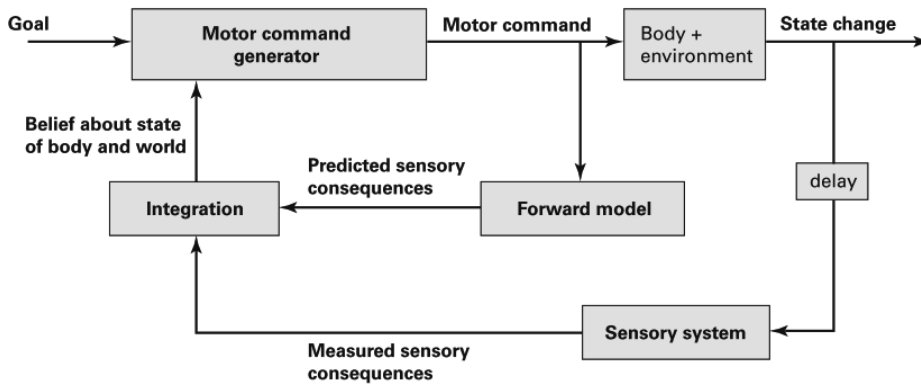 Goal
Motor command
generator
Motor command
Body +
environment
State change
Belief about state
of body and world
Predicted sensory
consequences
delay
Integration
Forward model
Sensory system
Measured sensory
consequences